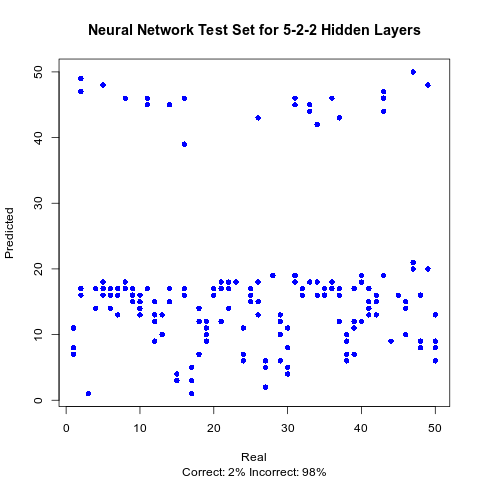 Neural Network Test Set for 5-2-2 Hidden Layers
Predicted
50
40
30
20
10
0
0 10 20 30 40 50
Real
Correct: 2% Incorrect: 98%